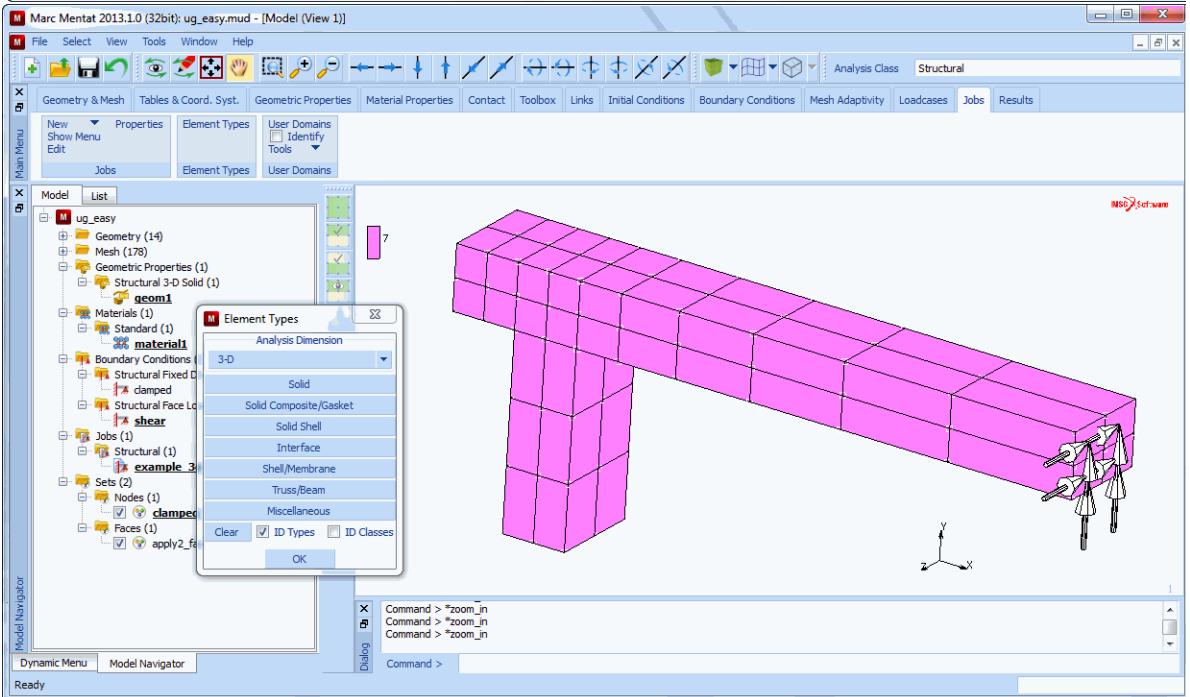 Marc Mentat 2013.1.0 (32bit): ug_easy.mud - [Model (View 1)]
File Select View Tools Window Help
Analysis Class Structural
Geometry & Mesh Tables & Coord. Syst. Geometric Properties Material Properties Contact Toolbox Links Initial Conditions Boundary Conditions Mesh Adaptivity Loadcases Jobs Results
Main Menu
New Properties Element Types User Domains
Show Menu Identify
Edit Tools
Jobs Element Types User Domains
Model List
ug_easy
Geometry (14)
Mesh (178)
Geometric Properties (1)
Structural 3-D Solid (1)
geom1
Materials (1)
Standard (1)
material1
Boundary Conditions
Structural Fixed D
clamped
Structural Face Lo
shear
Jobs (1)
Structural (1)
example_3
Sets (2)
Nodes (1)
clamped
Faces (1)
apply2_fa
Model Navigator
Dynamic Menu Model Navigator
Ready
Element Types
Analysis Dimension
3-D
Solid
Solid Composite/Gasket
Solid Shell
Interface
Shell/Membrane
Truss/Beam
Miscellaneous
Clear ID Types ID Classes
OK
7
MSC Software
Y
Z X
1
Dialog
Command > *zoom_in
Command > *zoom_in
Command > *zoom_in
Command >